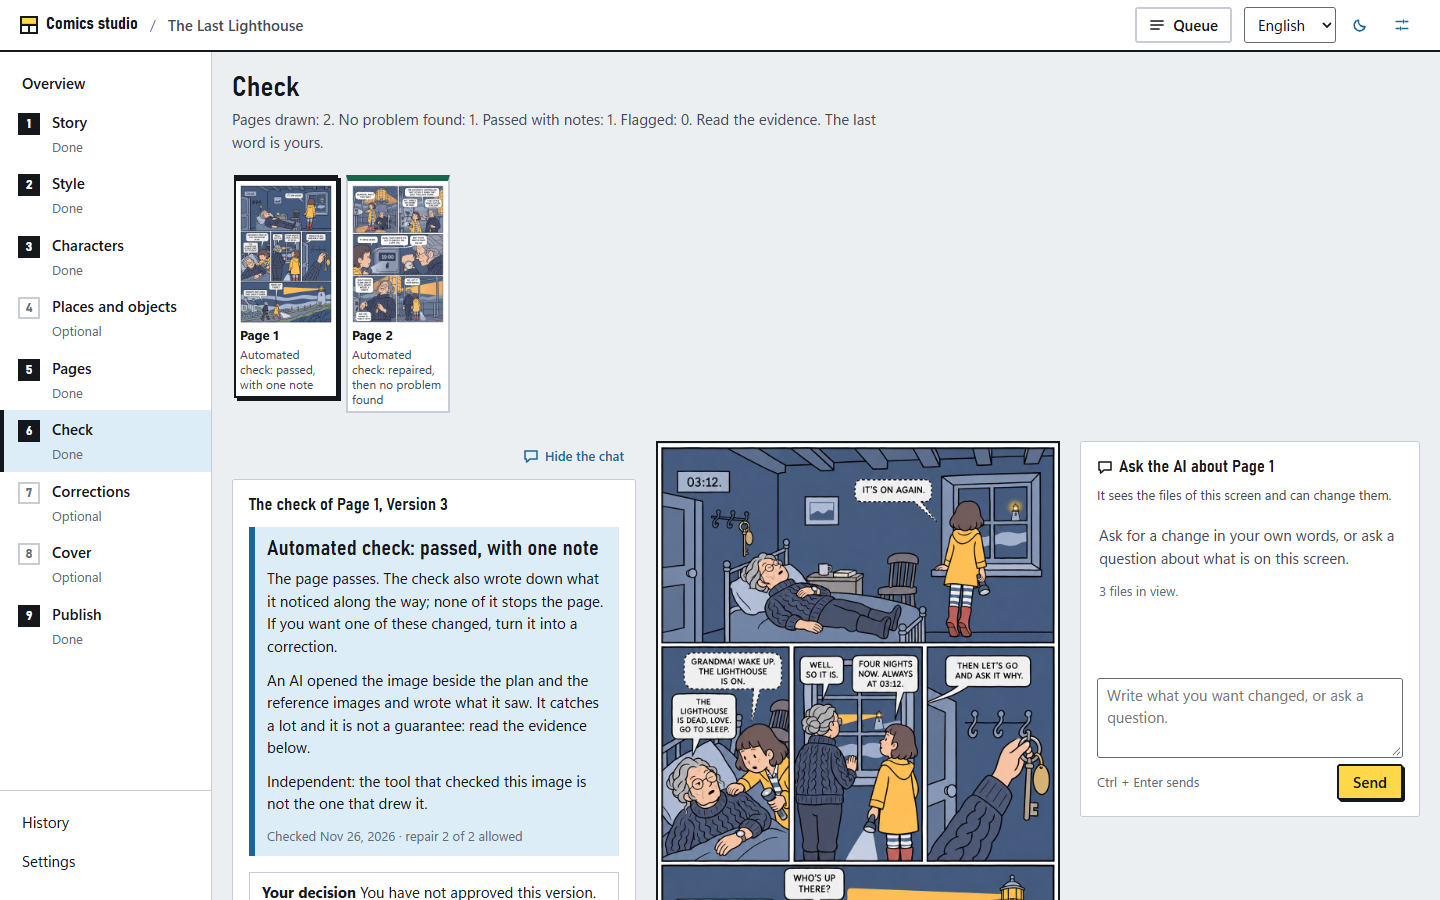 Comics studio / The Last Lighthouse
Queue
English
Overview
1 Story
Done
2 Style
Done
3 Characters
Done
4 Places and objects
Optional
5 Pages
Done
6 Check
Done
7 Corrections
Optional
8 Cover
Optional
9 Publish
Done
History
Settings
Check
Pages drawn: 2. No problem found: 1. Passed with notes: 1. Flagged: 0. Read the evidence. The last
word is yours.
Page 1
Automated
check: passed,
with one note
Page 2
Automated
check: repaired,
then no problem
found
Hide the chat
The check of Page 1, Version 3
Automated check: passed, with one note
The page passes. The check also wrote down what
it noticed along the way; none of it stops the page.
If you want one of these changed, turn it into a
correction.
An AI opened the image beside the plan and the
reference images and wrote what it saw. It catches
a lot and it is not a guarantee: read the evidence
below.
Independent: the tool that checked this image is
not the one that drew it.
Checked Nov 26, 2026 · repair 2 of 2 allowed
Your decision You have not approved this version.
03:12.
IT'S ON AGAIN.
GRANDMA! WAKE UP.
THE LIGHTHOUSE
IS ON.
THE
LIGHTHOUSE
IS DEAD, LOVE.
GO TO SLEEP.
WELL.
SO IT IS.
FOUR NIGHTS
NOW. ALWAYS
AT 03:12.
THEN LET'S GO
AND ASK IT WHY.
WHO'S UP
THERE?
Ask the AI about Page 1
It sees the files of this screen and can change them.
Ask for a change in your own words, or ask a
question about what is on this screen.
3 files in view.
Write what you want changed, or ask a
question.
Ctrl + Enter sends
Send